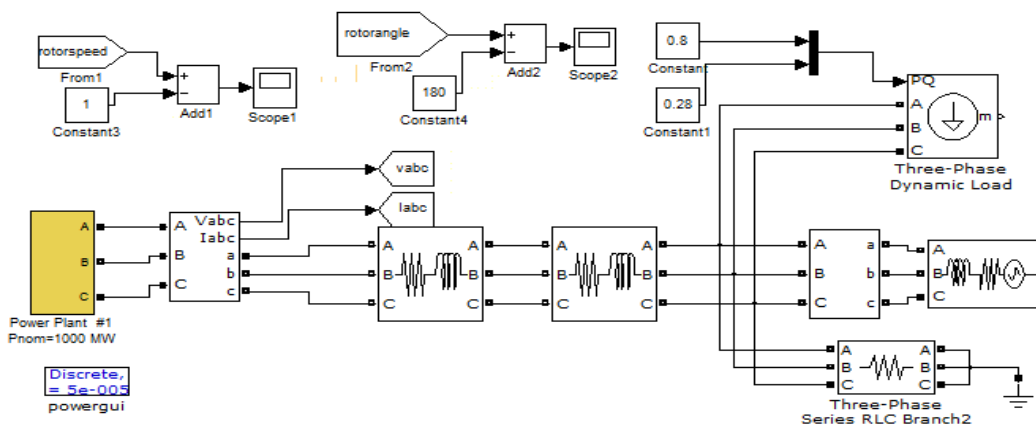 rotorspeed
From1
1
Constant3
+
−
Add1
Scope1
rotorangle
From2
180
Constant4
+
−
Add2
Scope2
0.8
Constant
0.28
Constant1
PQ
A
B
C
m
Three-Phase
Dynamic Load
vabc
Iabc
A
B
C
Power Plant #1
Pnom=1000 MW
A
B
C
Vabc
Iabc
a
b
c
A
B
C
A
B
C
A
B
C
A
B
C
A
B
C
a
b
c
A
B
C
A
B
C
A
B
C
Three-Phase
Series RLC Branch2
Discrete,
= 5e-005
powergui